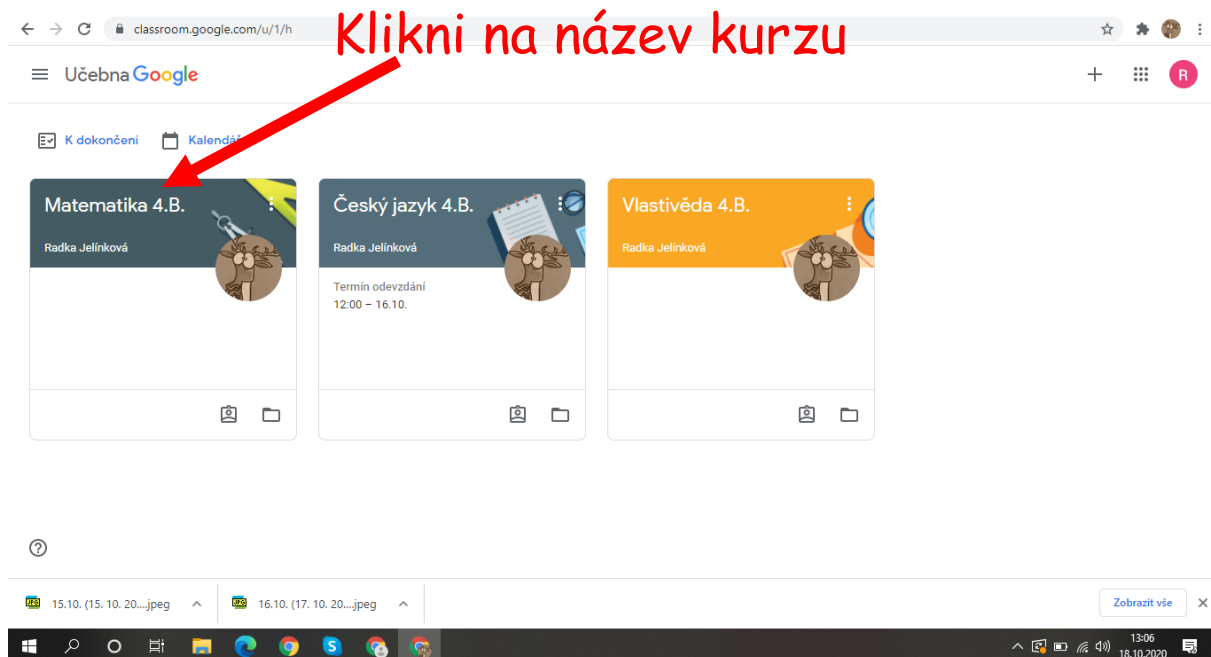 classroom.google.com/u/1/h
Klikni na název kurzu
Učebna Google
R
K dokončení
Kalendář
Matematika 4.B.
Radka Jelínková
Český jazyk 4.B.
Radka Jelínková
Termín odevzdání
12:00 – 16.10.
Vlastivěda 4.B.
Radka Jelínková
JPG
15.10. (15. 10. 20....jpeg
JPG
16.10. (17. 10. 20....jpeg
Zobrazit vše
13:06
18.10.2020